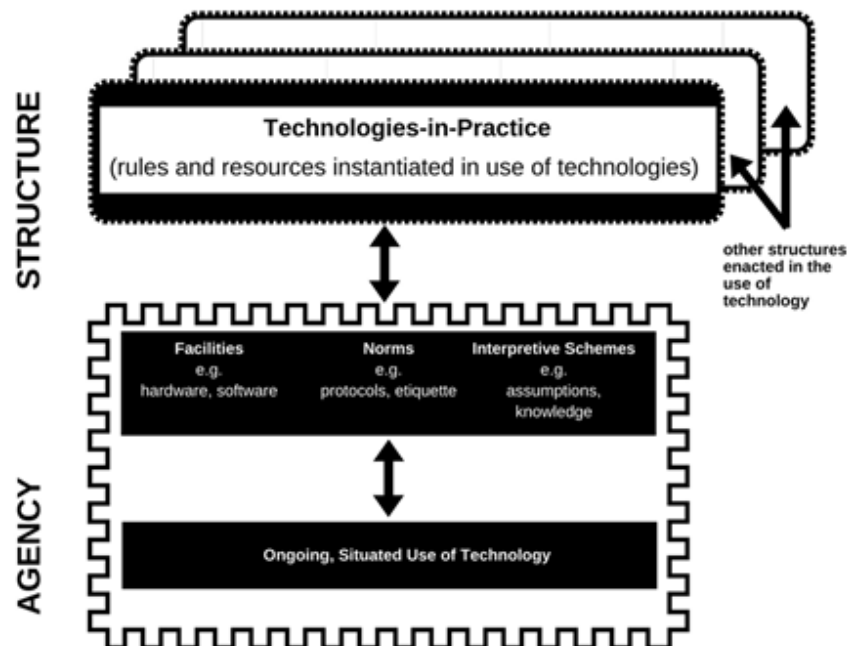 STRUCTURE
Technologies-in-Practice
(rules and resources instantiated in use of technologies)
other structures
enacted in the
use of
technology
AGENCY
Facilities
e.g.
hardware, software
Norms
e.g.
protocols, etiquette
Interpretive Schemes
e.g.
assumptions,
knowledge
Ongoing, Situated Use of Technology